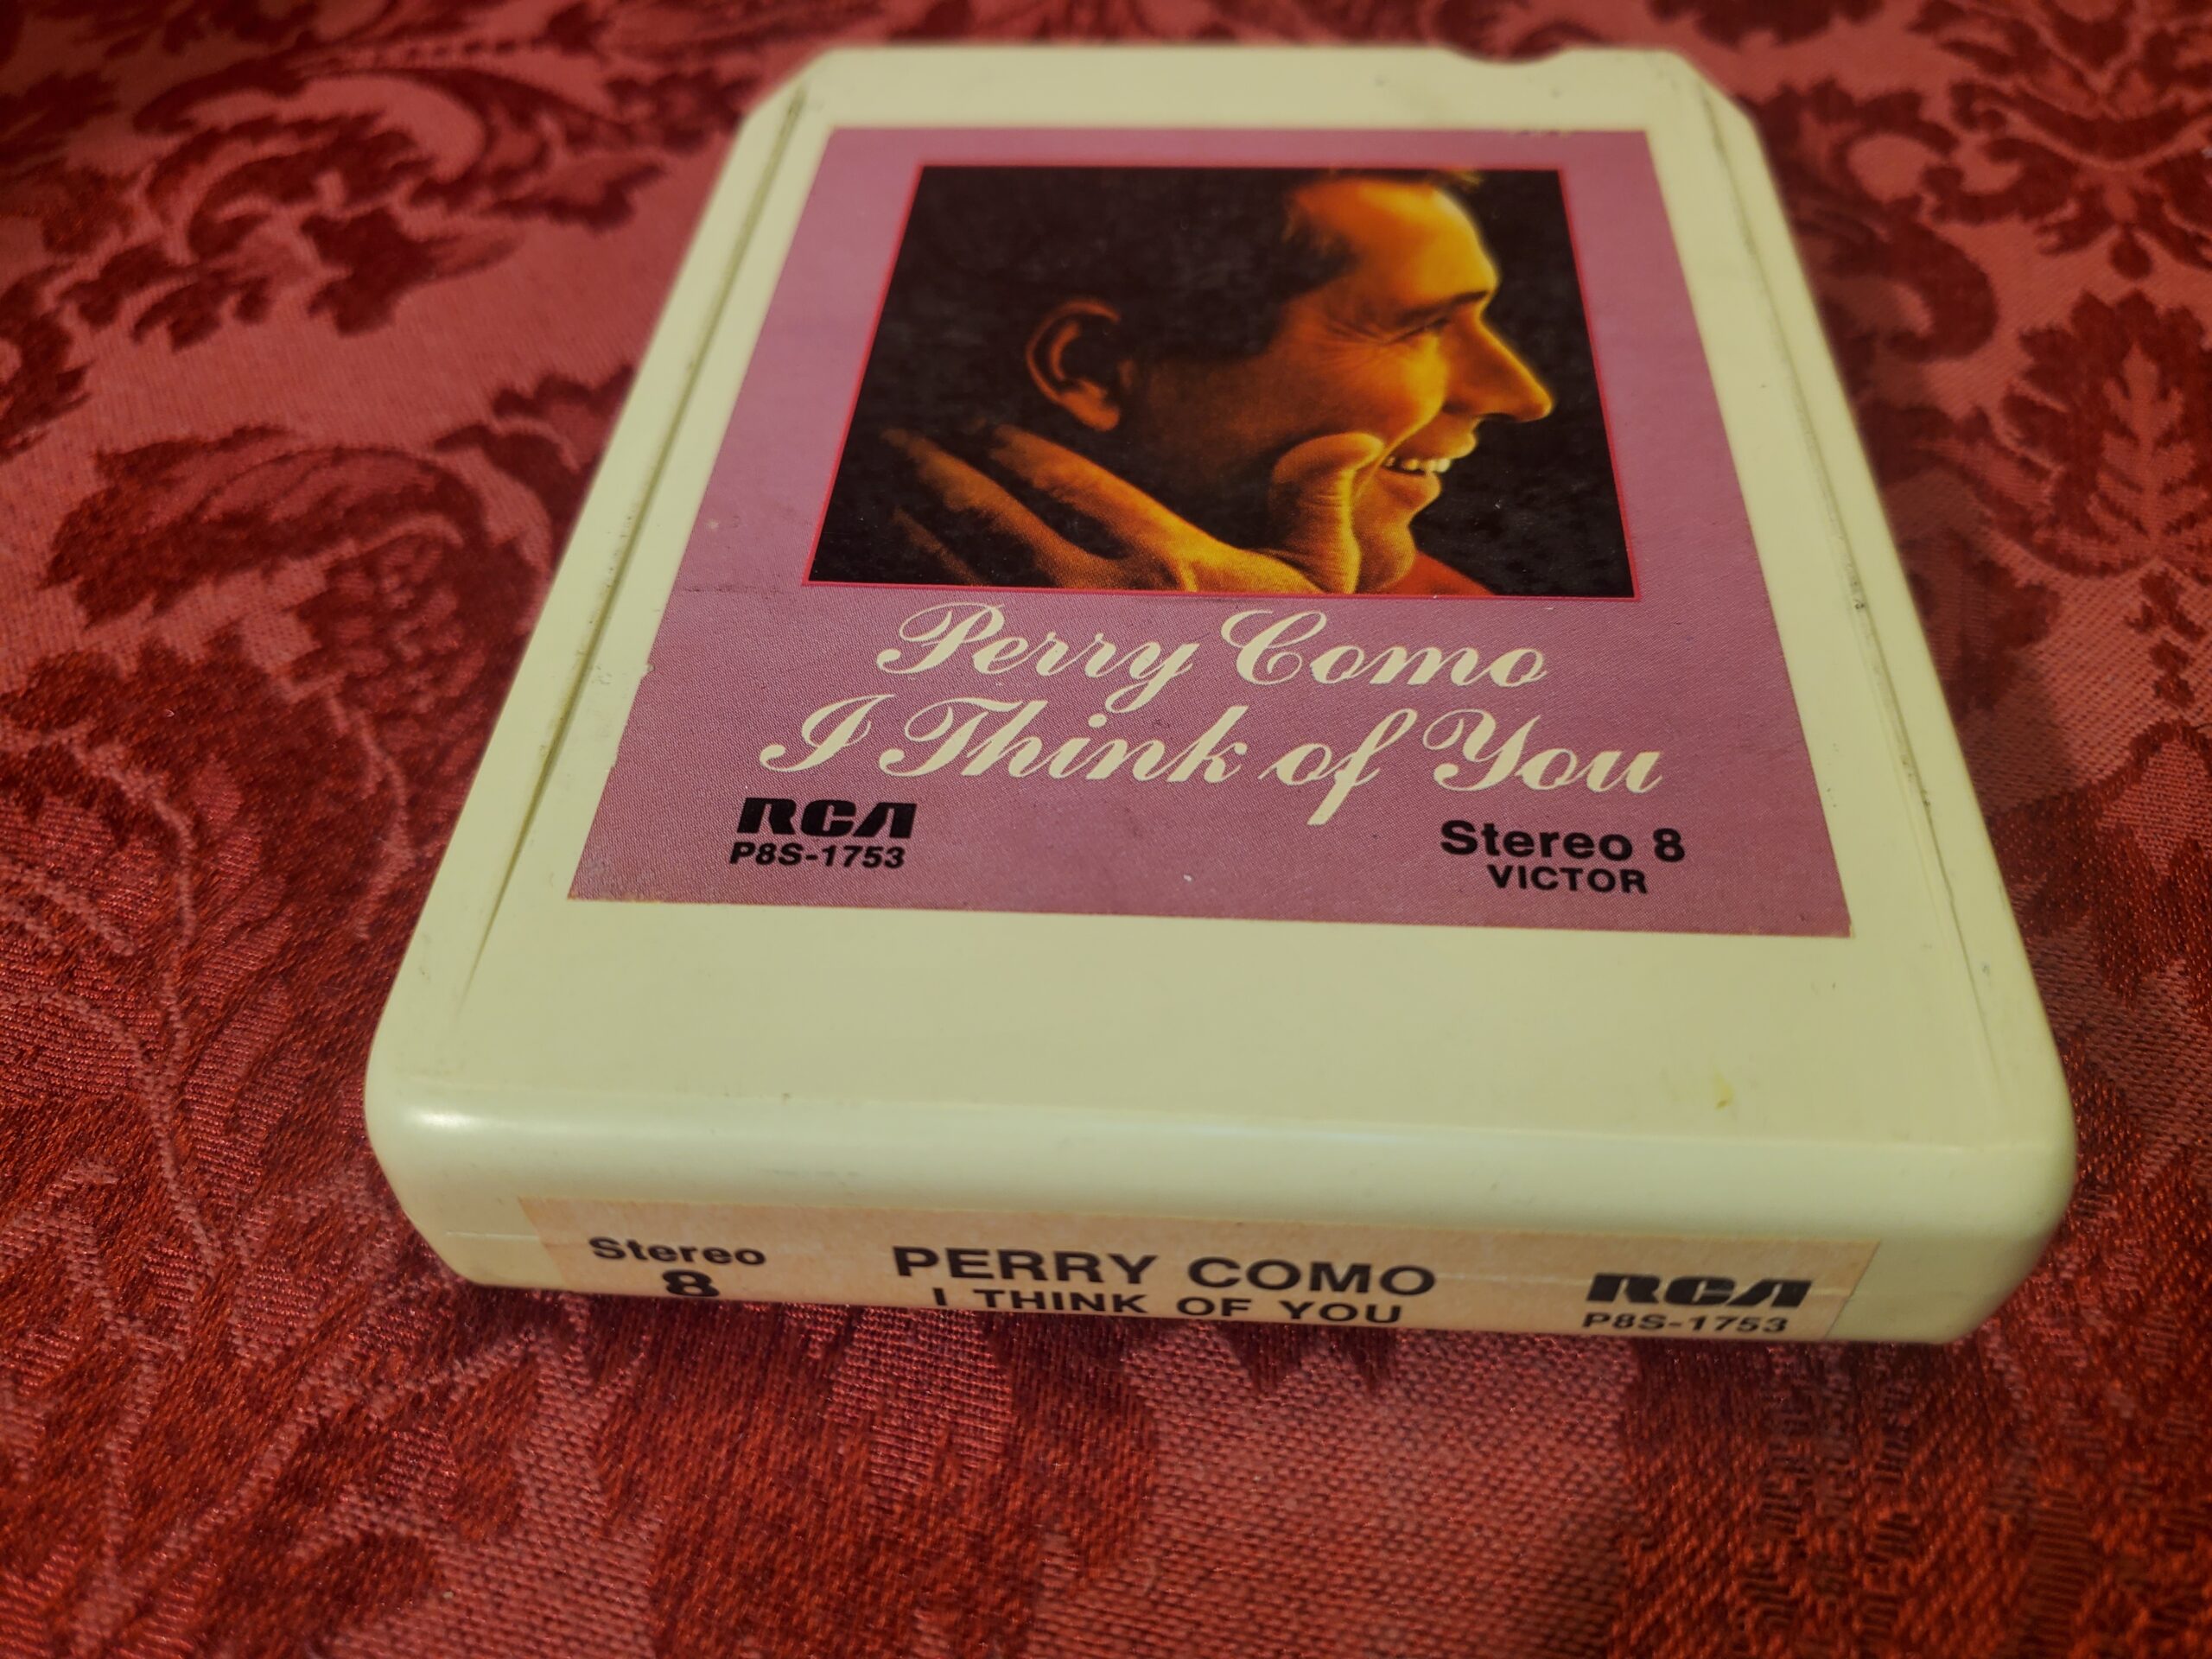 Perry Como
I Think of You
RCA
P8S-1753
Stereo 8
VICTOR
Stereo
8
PERRY COMO
I THINK OF YOU
RCA
P8S-1753